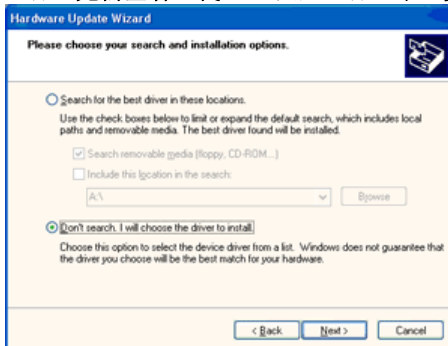 Hardware Update Wizard
Please choose your search and installation options.
Search for the best driver in these locations.
Use the check boxes below to limit or expand the default search, which includes local
paths and removable media. The best driver found will be installed.
Search removable media (floppy, CD-ROM...)
Include this location in the search:
A:\
Browse
Don't search. I will choose the driver to install.
Choose this option to select the device driver from a list. Windows does not guarantee that
the driver you choose will be the best match for your hardware.
< Back
Next >
Cancel